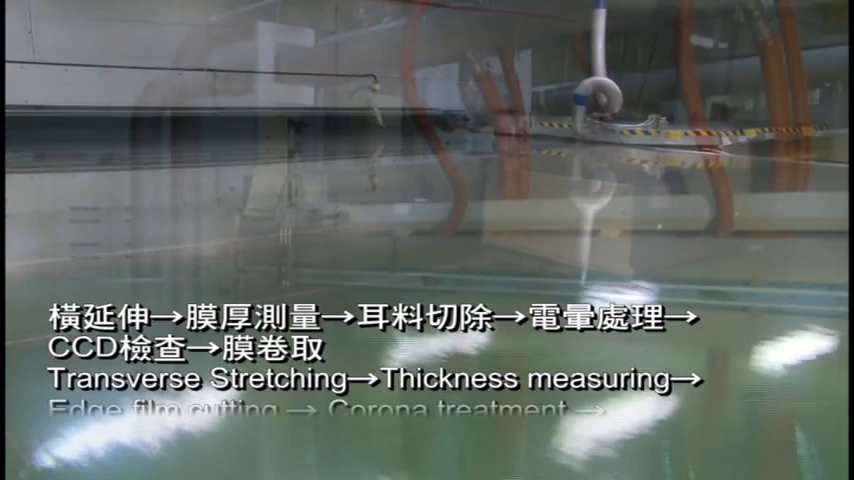 橫延伸→膜厚測量→耳料切除→電暈處理→
CCD檢查→膜卷取
Transverse Stretching→Thickness measuring→
Edge film cutting → Corona treatment →